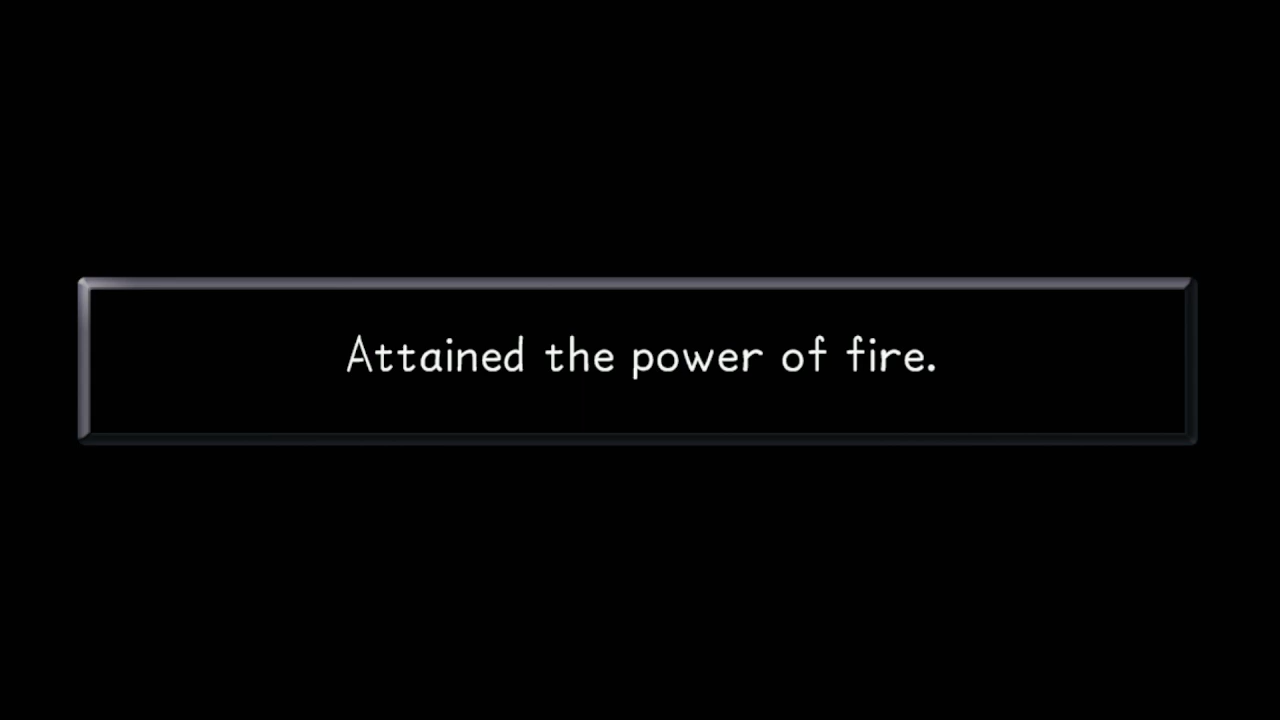 Attained the power of fire.